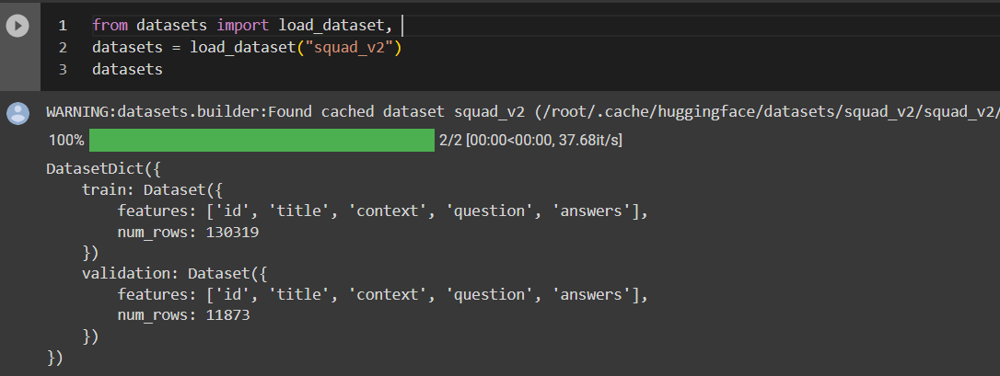 1 from datasets import load_dataset,
2 datasets = load_dataset("squad_v2")
3 datasets
WARNING:datasets.builder:Found cached dataset squad_v2 (/root/.cache/huggingface/datasets/squad_v2/squad_v2/
100% 2/2 [00:00<00:00, 37.68it/s]
DatasetDict({
    train: Dataset({
        features: ['id', 'title', 'context', 'question', 'answers'],
        num_rows: 130319
    })
    validation: Dataset({
        features: ['id', 'title', 'context', 'question', 'answers'],
        num_rows: 11873
    })
})